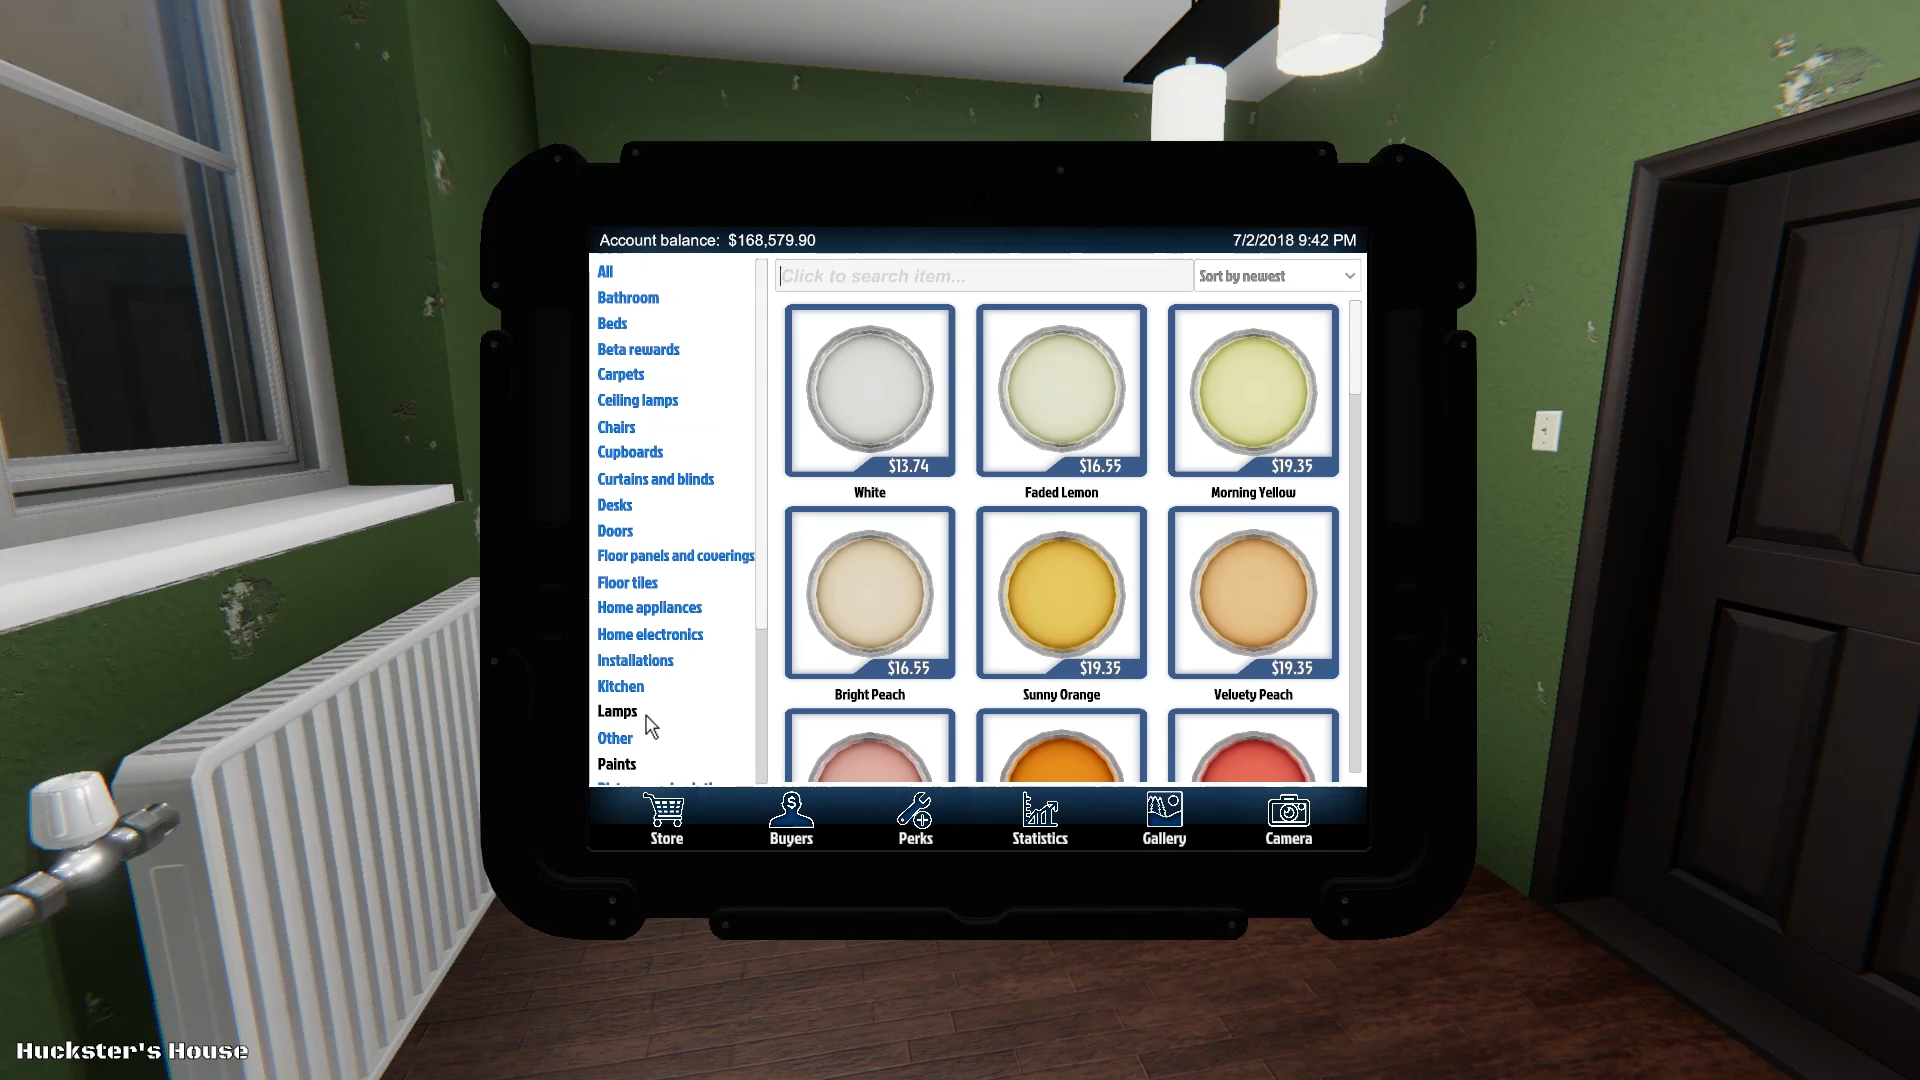 Account balance: $168,579.90
7/2/2018 9:42 PM
All
Bathroom
Beds
Beta rewards
Carpets
Ceiling lamps
Chairs
Cupboards
Curtains and blinds
Desks
Doors
Floor panels and coverings
Floor tiles
Home appliances
Home electronics
Installations
Kitchen
Lamps
Other
Paints
Click to search item...
Sort by newest
$13.74
$16.55
$19.35
White
Faded Lemon
Morning Yellow
$16.55
$19.35
$19.35
Bright Peach
Sunny Orange
Velvety Peach
Store
Buyers
Perks
Statistics
Gallery
Camera
Huckster's House